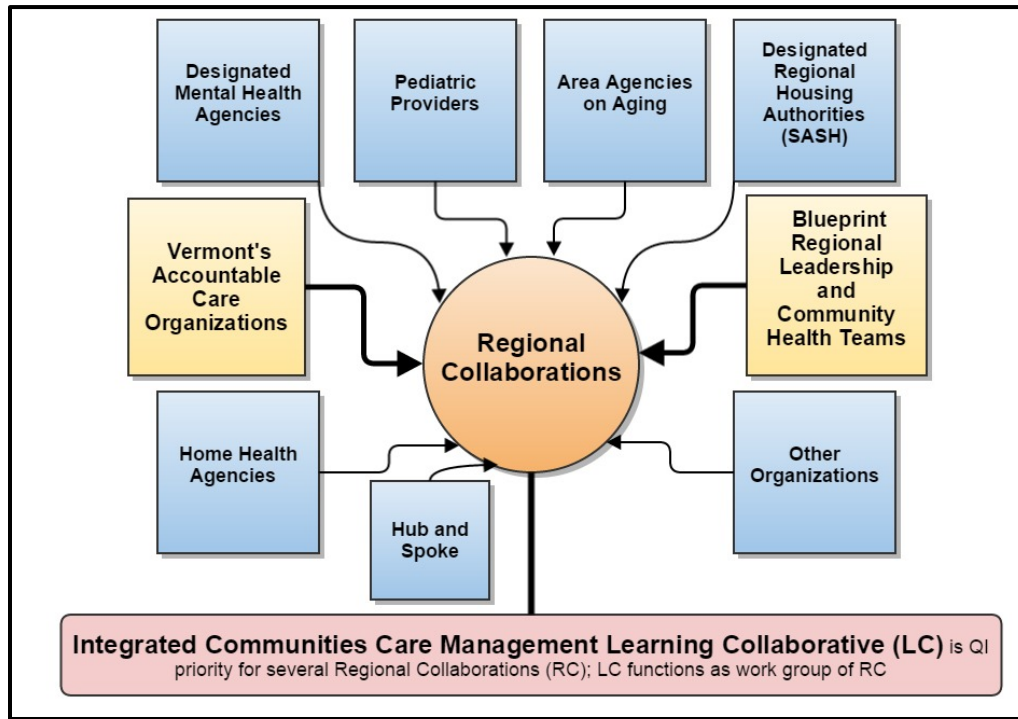 Designated
Mental Health
Agencies
Pediatric
Providers
Area Agencies
on Aging
Designated
Regional
Housing
Authorities
(SASH)
Vermont's
Accountable
Care
Organizations
Regional
Collaborations
Blueprint
Regional
Leadership
and
Community
Health Teams
Home Health
Agencies
Hub and
Spoke
Other
Organizations
Integrated Communities Care Management Learning Collaborative (LC) is QI
priority for several Regional Collaborations (RC); LC functions as work group of RC